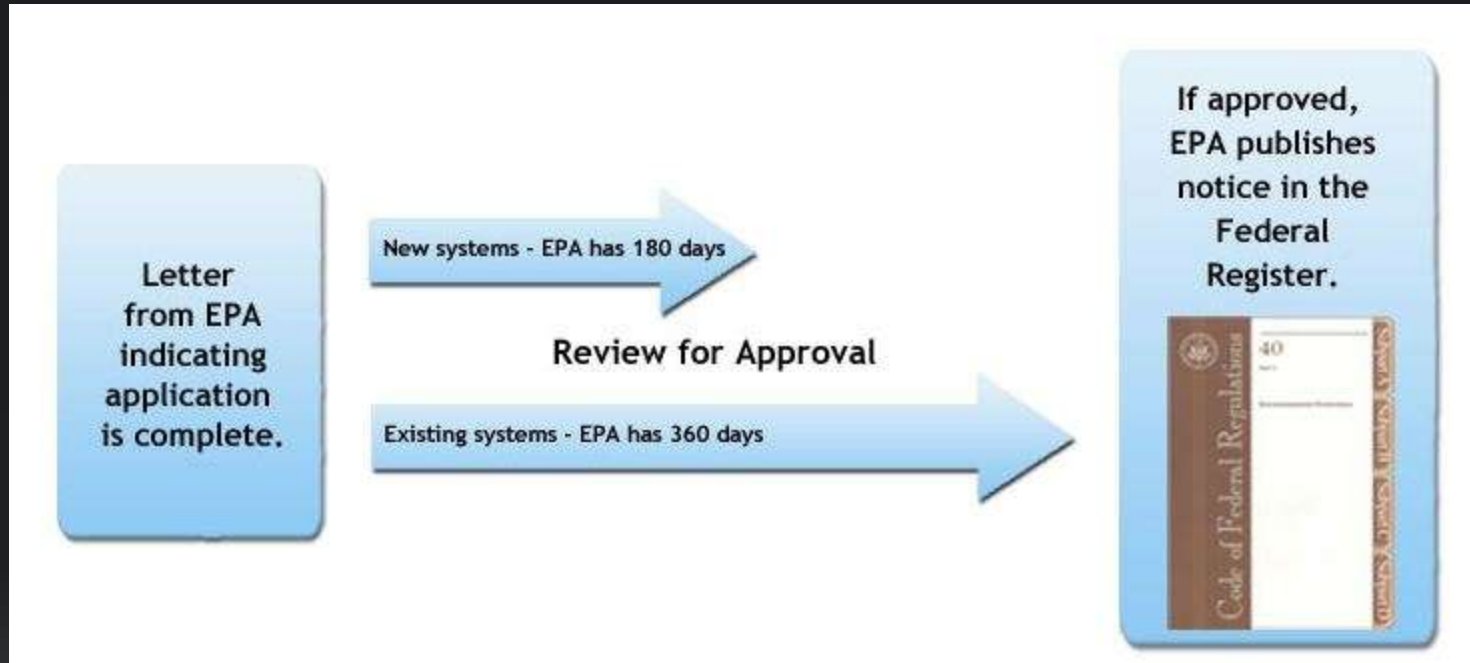 Letter
from EPA
indicating
application
is complete.
New systems - EPA has 180 days
Review for Approval
Existing systems - EPA has 360 days
If approved,
EPA publishes
notice in the
Federal
Register.
Code of Federal Regulations
40